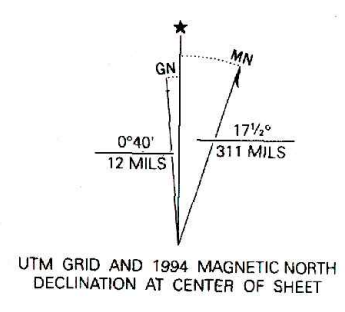 ★
GN
MN
0°40'
12 MILS
17½°
311 MILS
UTM GRID AND 1994 MAGNETIC NORTH
DECLINATION AT CENTER OF SHEET